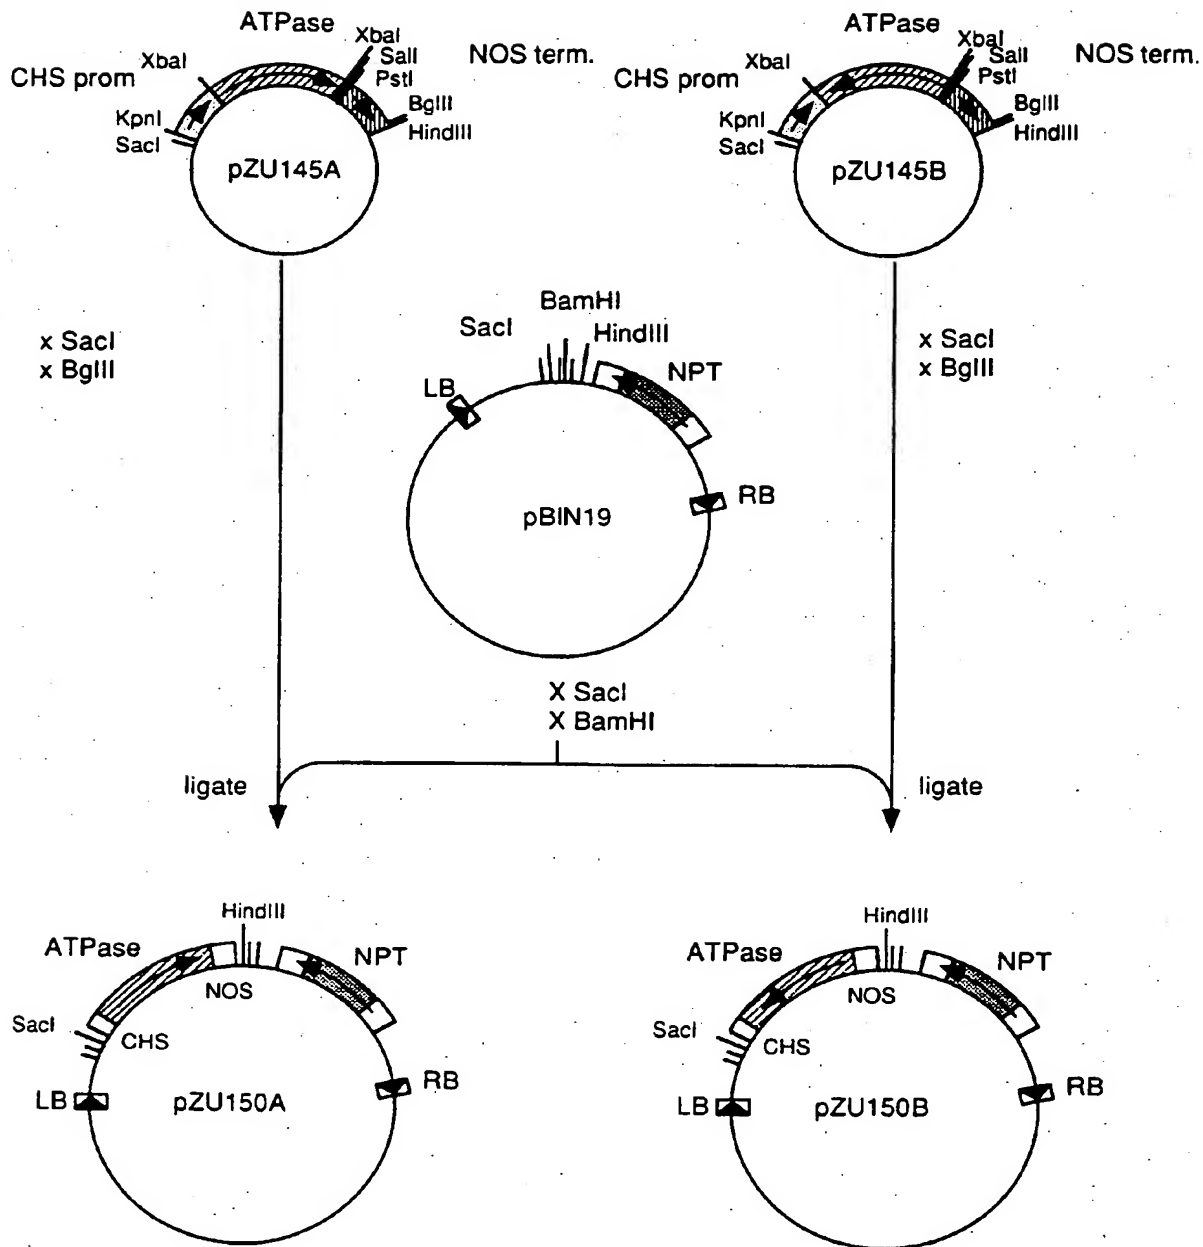 ATPase
XbaI
SalI
PstI
NOS term.
XbaI
CHS prom
BglII
KpnI
HindIII
SacI
pZU145A
ATPase
XbaI
SalI
PstI
NOS term.
XbaI
CHS prom
BglII
KpnI
HindIII
SacI
pZU145B
x SacI
x BglII
BamHI
SacI
HindIII
NPT
LB
RB
pBIN19
x SacI
x BglII
X SacI
X BamHI
ligate
ligate
HindIII
ATPase
NPT
NOS
SacI
CHS
LB
RB
pZU150A
HindIII
ATPase
NPT
NOS
SacI
CHS
LB
RB
pZU150B